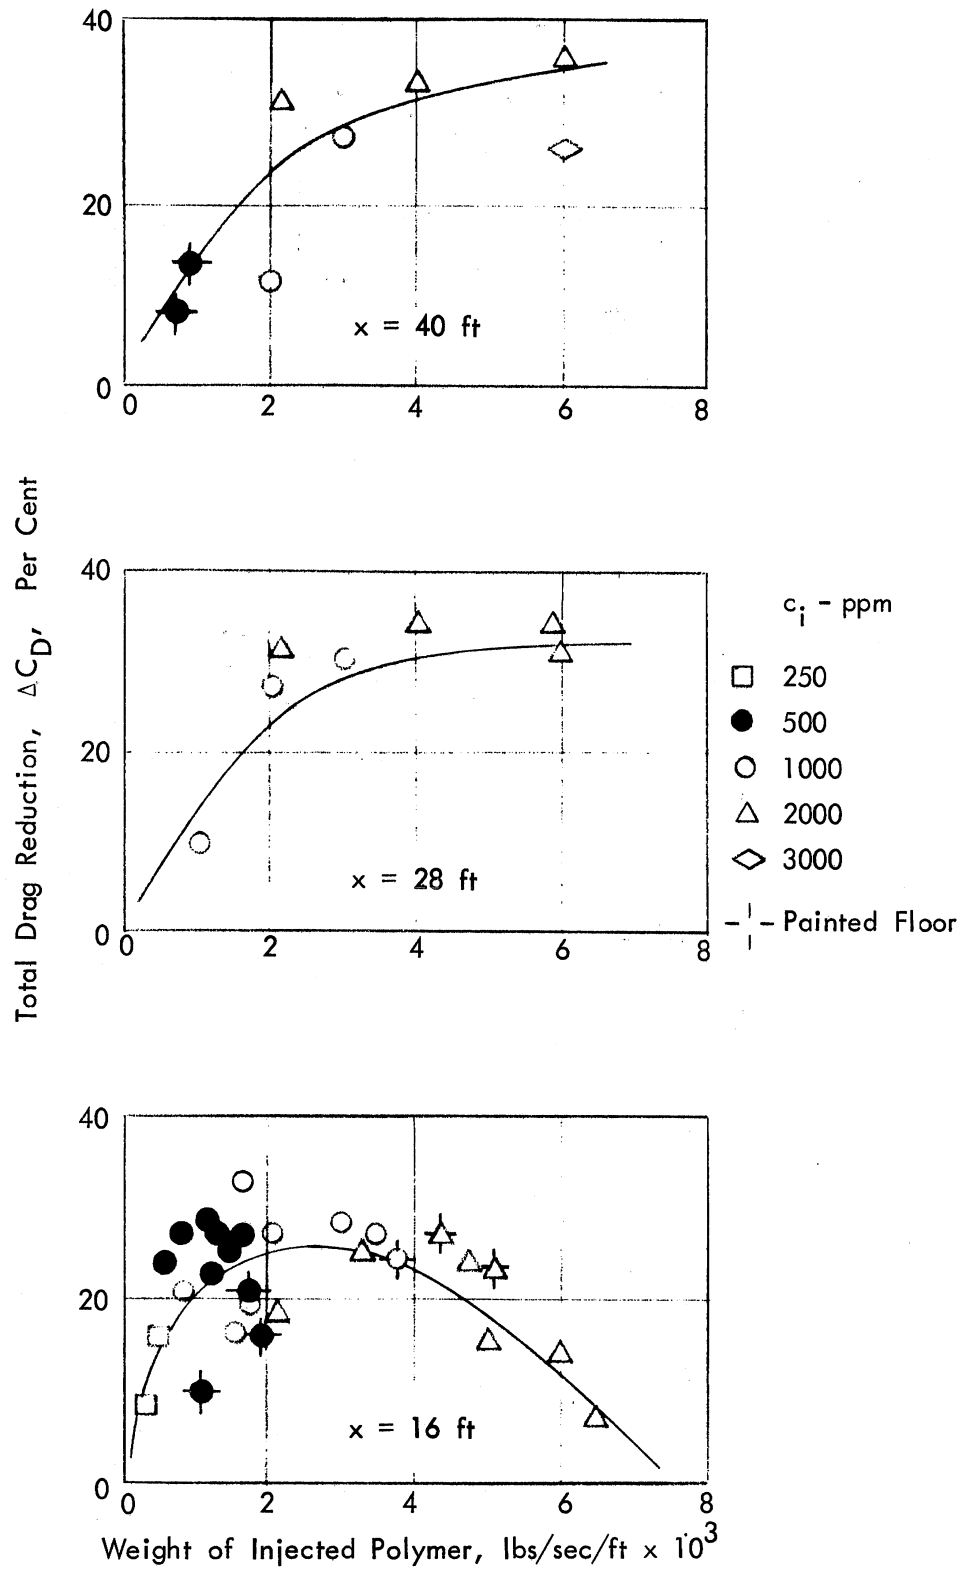 40
20
0
0 2 4 6 8
x = 40 ft
Total Drag Reduction, ΔC_D, Per Cent
40
20
0
0 2 4 6 8
x = 28 ft
c_i - ppm
250
500
1000
2000
3000
Painted Floor
40
20
0
0 2 4 6 8
x = 16 ft
Weight of Injected Polymer, lbs/sec/ft x 10³